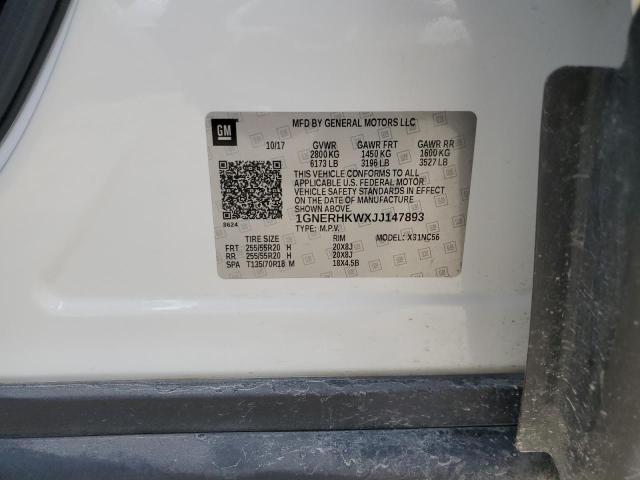 GM
MFD BY GENERAL MOTORS LLC
10/17 GVWR GAWR FRT GAWR RR
2800 KG 1450 KG 1600 KG
6173 LB 3196 LB 3527 LB
THIS VEHICLE CONFORMS TO ALL
APPLICABLE U.S. FEDERAL MOTOR
VEHICLE SAFETY STANDARDS IN EFFECT
ON THE DATE OF MANUFACTURE
SHOWN ABOVE.
1GNERHKWXJJ147893
TYPE: M.P.V. MODEL: X31NC56
TIRE SIZE RIM
FRT 255/55R20 H 20X8J
RR 255/55R20 H 20X8J
SPA T135/70R18 M 18X4.5B